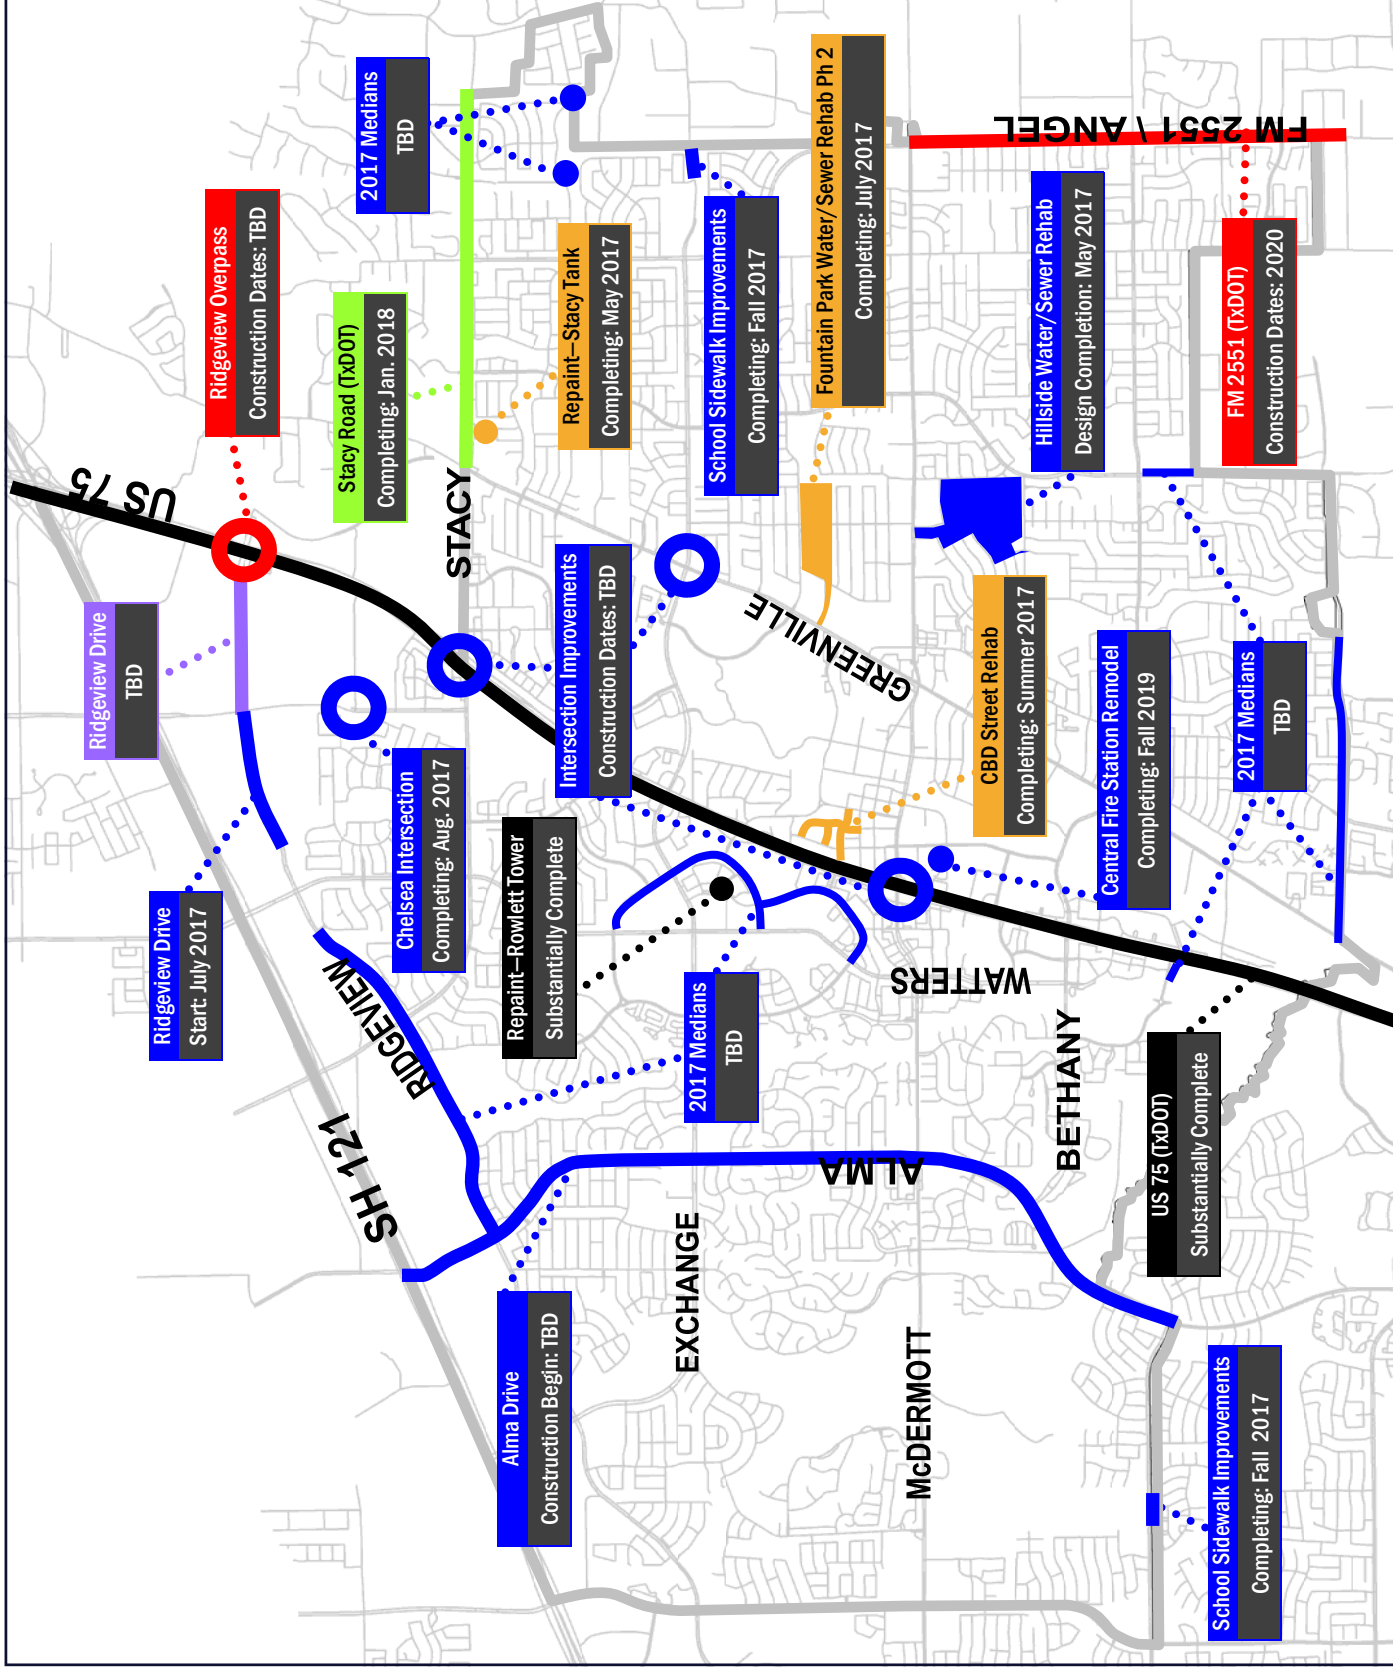 Ridgeview Drive
TBD
Ridgeview Drive
Start: July 2017
Ridgeview Overpass
Construction Dates: TBD
Stacy Road (TxDOT)
Completing: Jan. 2018
2017 Medians
TBD
Chelsea Intersection
Completing: Aug. 2017
Repaint—Rowlett Tower
Substantially Complete
Alma Drive
Construction Begin: TBD
Intersection Improvements
Construction Dates: TBD
Repaint—Stacy Tank
Completing: May 2017
2017 Medians
TBD
School Sidewalk Improvements
Completing: Fall 2017
Fountain Park Water/Sewer Rehab Ph 2
Completing: July 2017
CBD Street Rehab
Completing: Summer 2017
Hillside Water/Sewer Rehab
Design Completion: May 2017
Central Fire Station Remodel
Completing: Fall 2019
US 75 (TxDOT)
Substantially Complete
School Sidewalk Improvements
Completing: Fall 2017
2017 Medians
TBD
FM 2551 (TxDOT)
Construction Dates: 2020
US 75
SH 121
RIDGEVIEW
STACY
EXCHANGE
ALMA
McDERMOTT
WATTERS
GREENVILLE
BETHANY
FM 2551 \ ANGEL